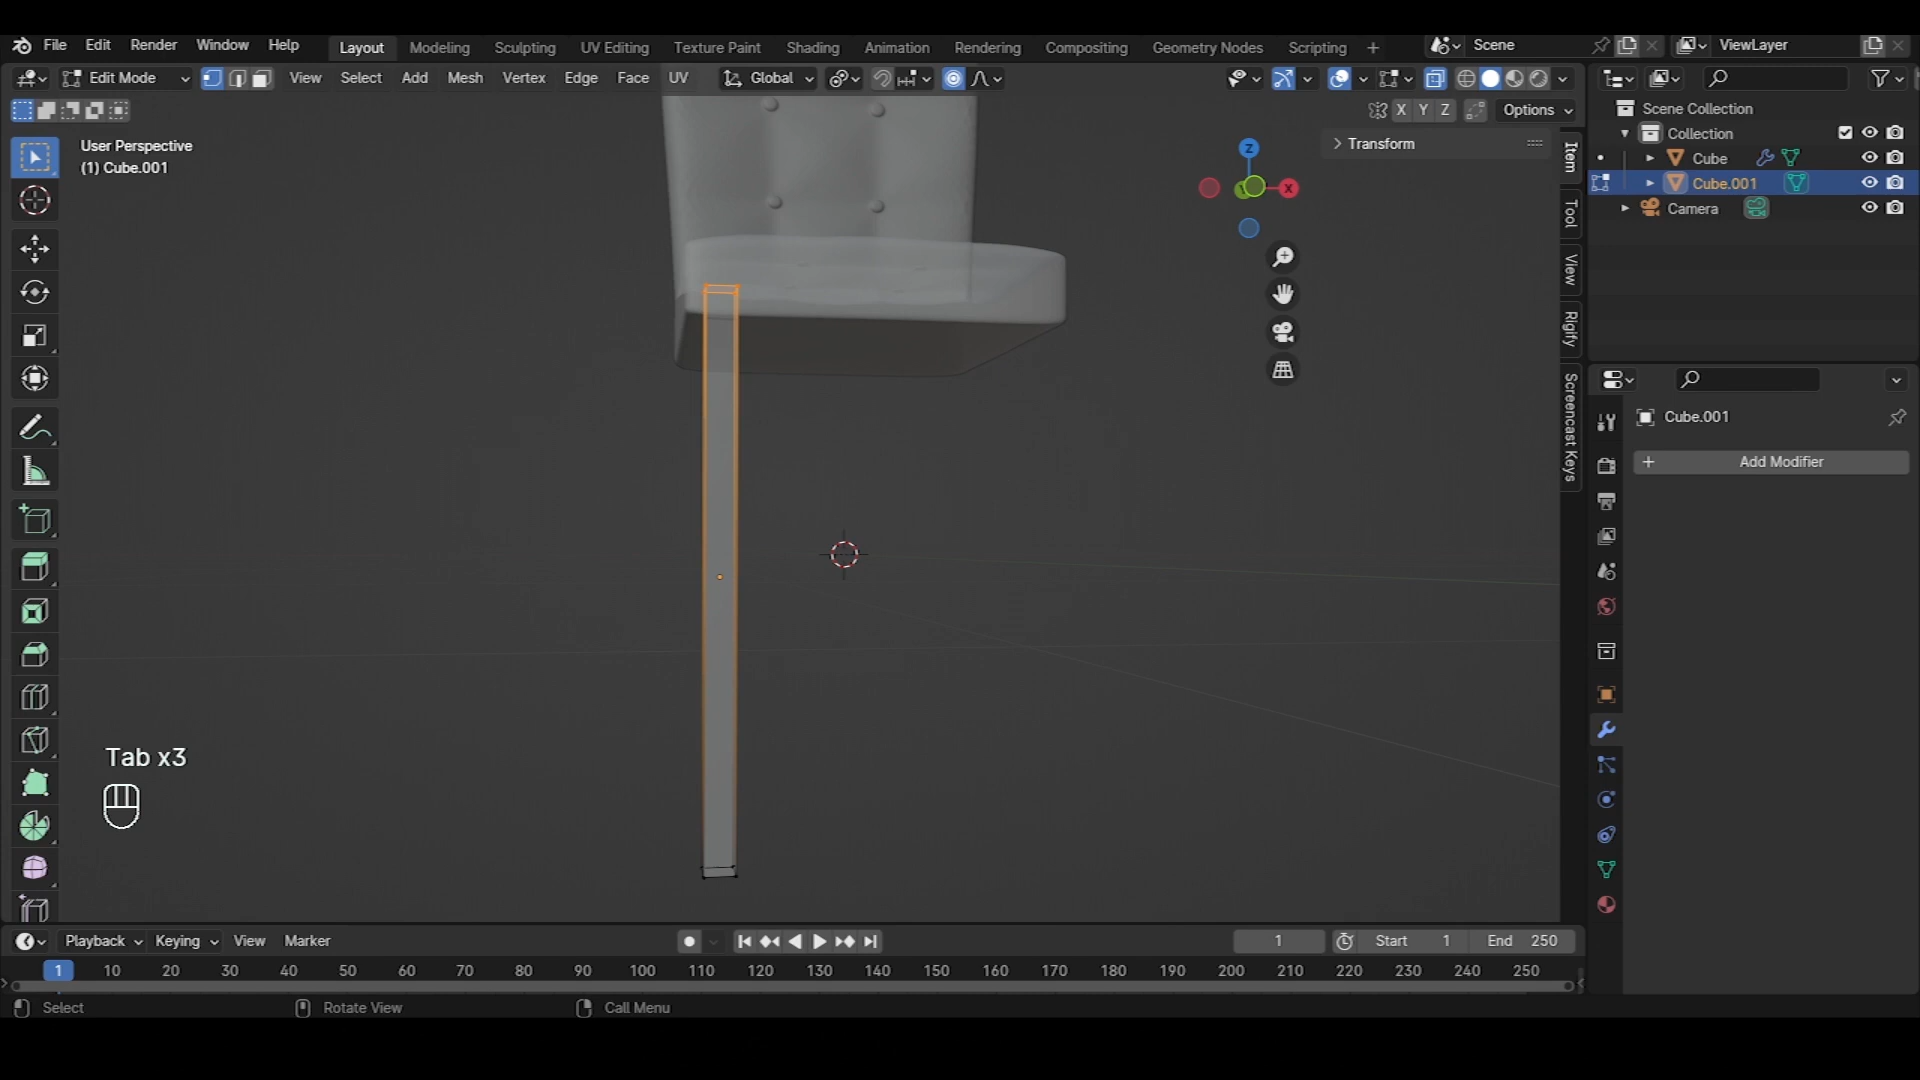 File Edit Render Window Help Layout Modeling Sculpting UV Editing Texture Paint Shading Animation Rendering Compositing Geometry Nodes Scripting + Scene ViewLayer
Edit Mode View Select Add Mesh Vertex Edge Face UV Global
X Y Z Options
User Perspective
(1) Cube.001
Z
X
Transform
Item
Tool
View
Rigify
Screencast Keys
Scene Collection
Collection
Cube
Cube.001
Camera
Cube.001
+ Add Modifier
Tab x3
Playback Keying View Marker 1 Start 1 End 250
1 10 20 30 40 50 60 70 80 90 100 110 120 130 140 150 160 170 180 190 200 210 220 230 240 250
Select Rotate View Call Menu